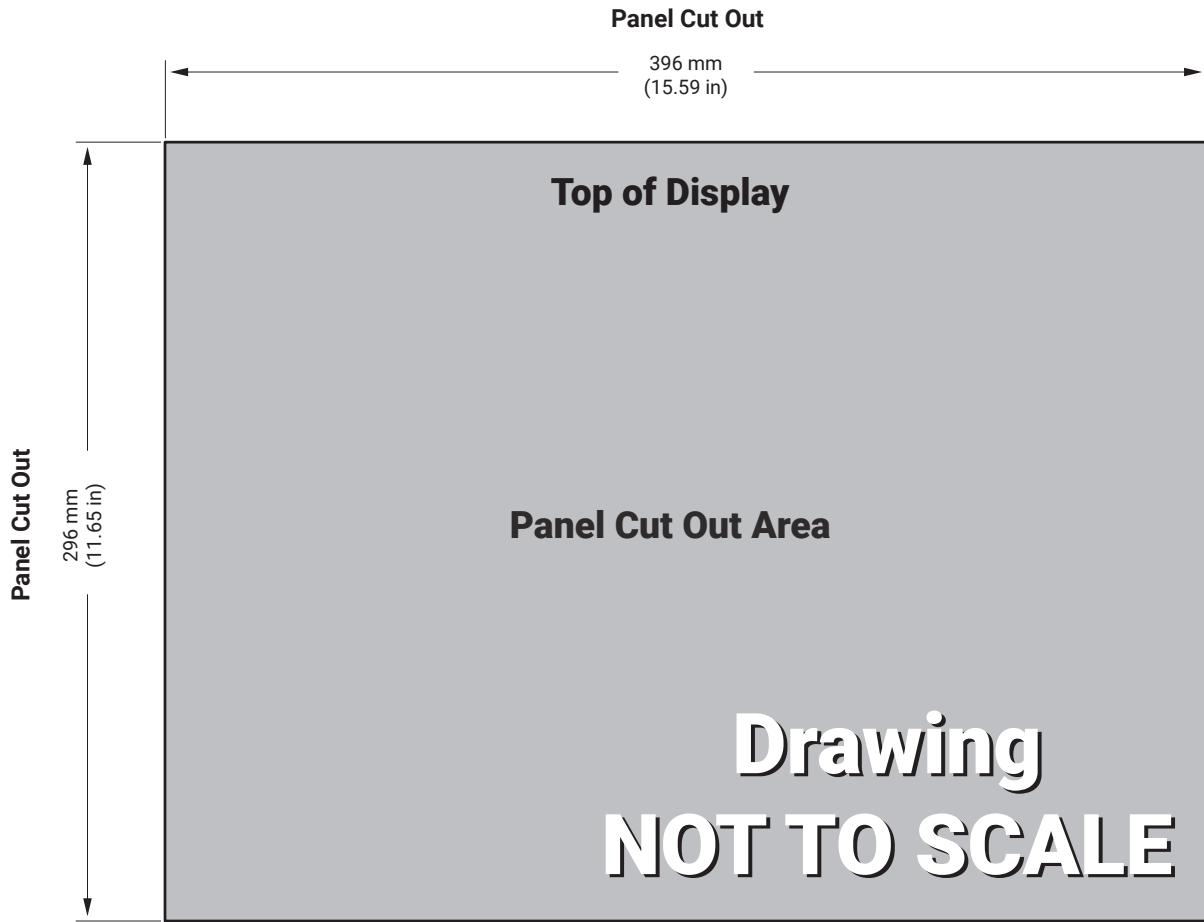 Panel Cut Out
396 mm
(15.59 in)
Top of Display
Panel Cut Out
296 mm
(11.65 in)
Panel Cut Out Area
Drawing
NOT TO SCALE